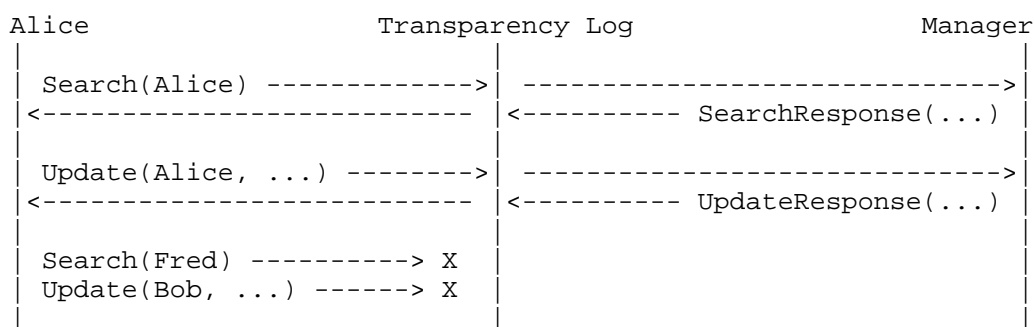 Alice                  Transparency Log                   Manager
|                              |                                |
| Search(Alice) ------------->| ------------------------------>|
|<--------------------------- |<---------- SearchResponse(...) |
|                              |                                |
| Update(Alice, ...) -------->| ------------------------------>|
|<--------------------------- |<---------- UpdateResponse(...) |
|                              |                                |
| Search(Fred) ----------> X  |                                |
| Update(Bob, ...) ------> X  |                                |
|                              |                                |